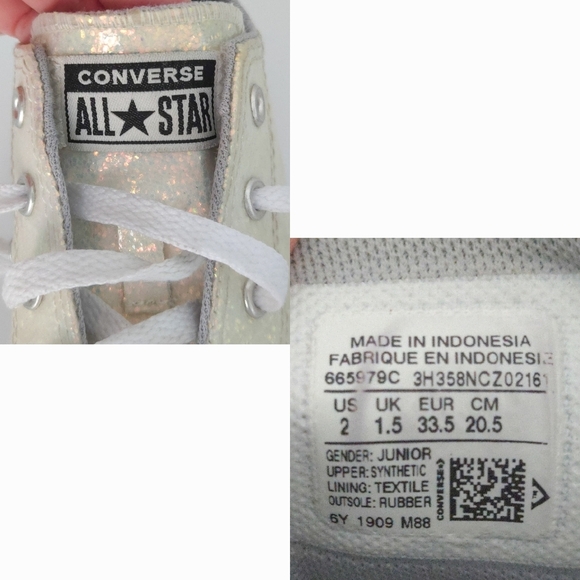 CONVERSE
ALL★STAR
MADE IN INDONESIA
FABRIQUE EN INDONESIE
665979C 3H358NCZ02161
US UK EUR CM
2 1.5 33.5 20.5
GENDER: JUNIOR
UPPER: SYNTHETIC
LINING: TEXTILE
OUTSOLE: RUBBER
6Y 1909 M88
CONVERSE